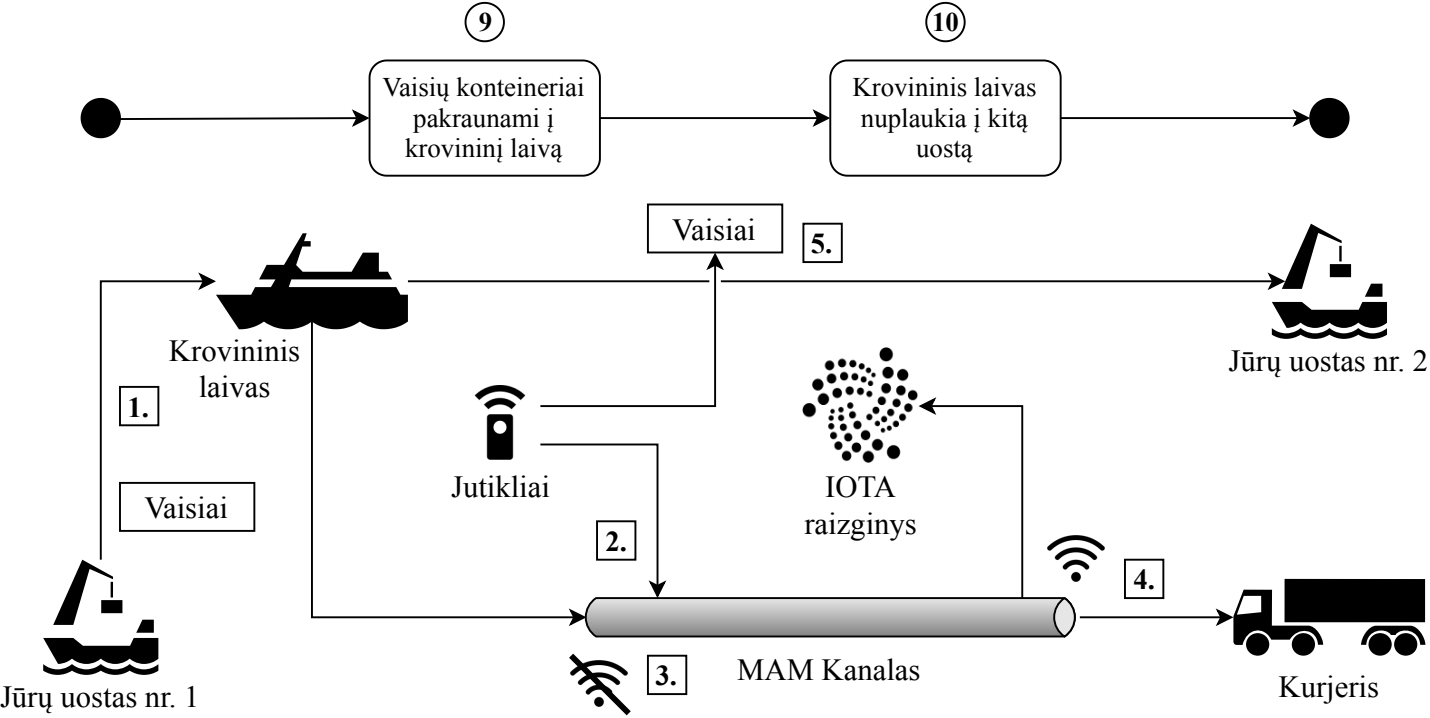 9
10
Vaisių konteineriai
pakraunami į
krovininį laivą
Krovininis laivas
nuplaukia į kitą
uostą
Vaisiai
5.
Krovininis
laivas
Jūrų uostas nr. 2
1.
Jutikliai
IOTA
raizginys
Vaisiai
2.
4.
3.
MAM Kanalas
Jūrų uostas nr. 1
Kurjeris